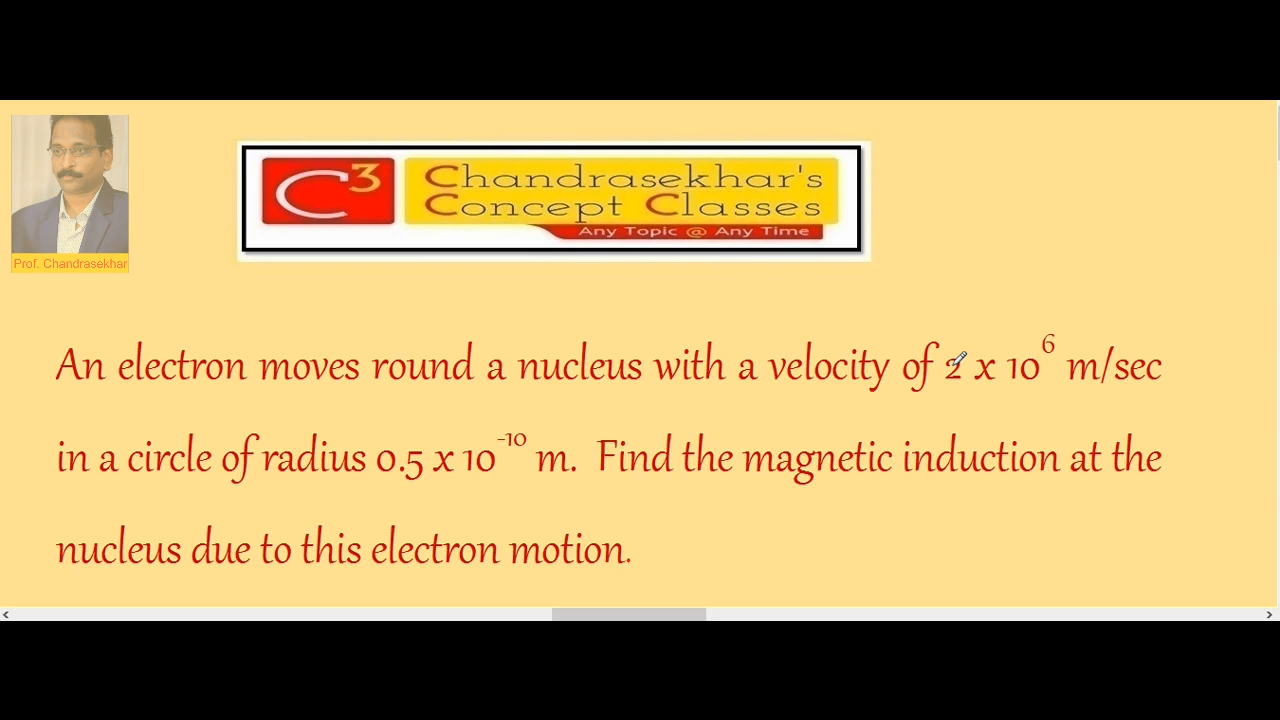 C³ Chandrasekhar's
Concept Classes
Any Topic @ Any Time
Prof. Chandrasekhar
An electron moves round a nucleus with a velocity of 2 x 10⁶ m/sec
in a circle of radius 0.5 x 10⁻¹⁰ m. Find the magnetic induction at the
nucleus due to this electron motion.